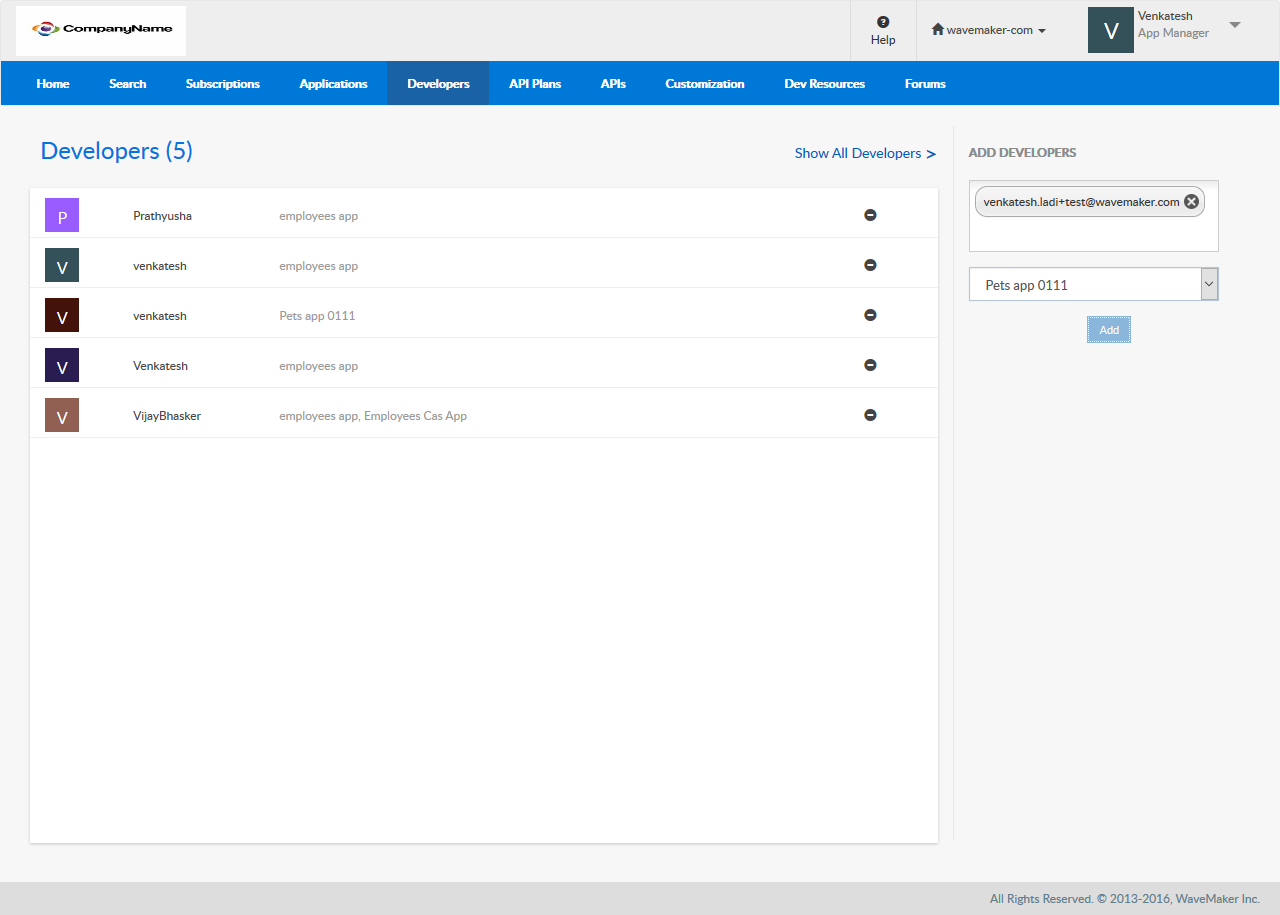 CompanyName
Help
wavemaker-com
V
Venkatesh
App Manager
Home Search Subscriptions Applications Developers API Plans APIs Customization Dev Resources Forums
Developers (5)
Show All Developers >
P Prathyusha employees app
V venkatesh employees app
V venkatesh Pets app 0111
V Venkatesh employees app
V VijayBhasker employees app, Employees Cas App
ADD DEVELOPERS
venkatesh.ladi+test@wavemaker.com
Pets app 0111
Add
All Rights Reserved. © 2013-2016, WaveMaker Inc.